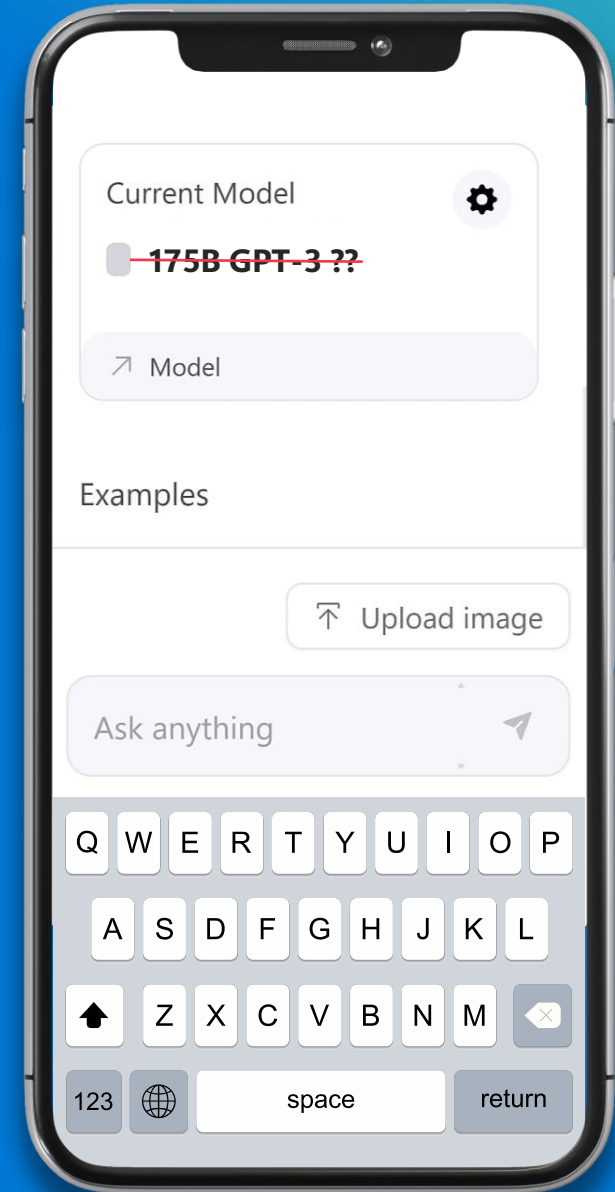 Current Model
175B GPT-3 ??
Model
Examples
Upload image
Ask anything
Q W E R T Y U I O P
A S D F G H J K L
Z X C V B N M
123 space return